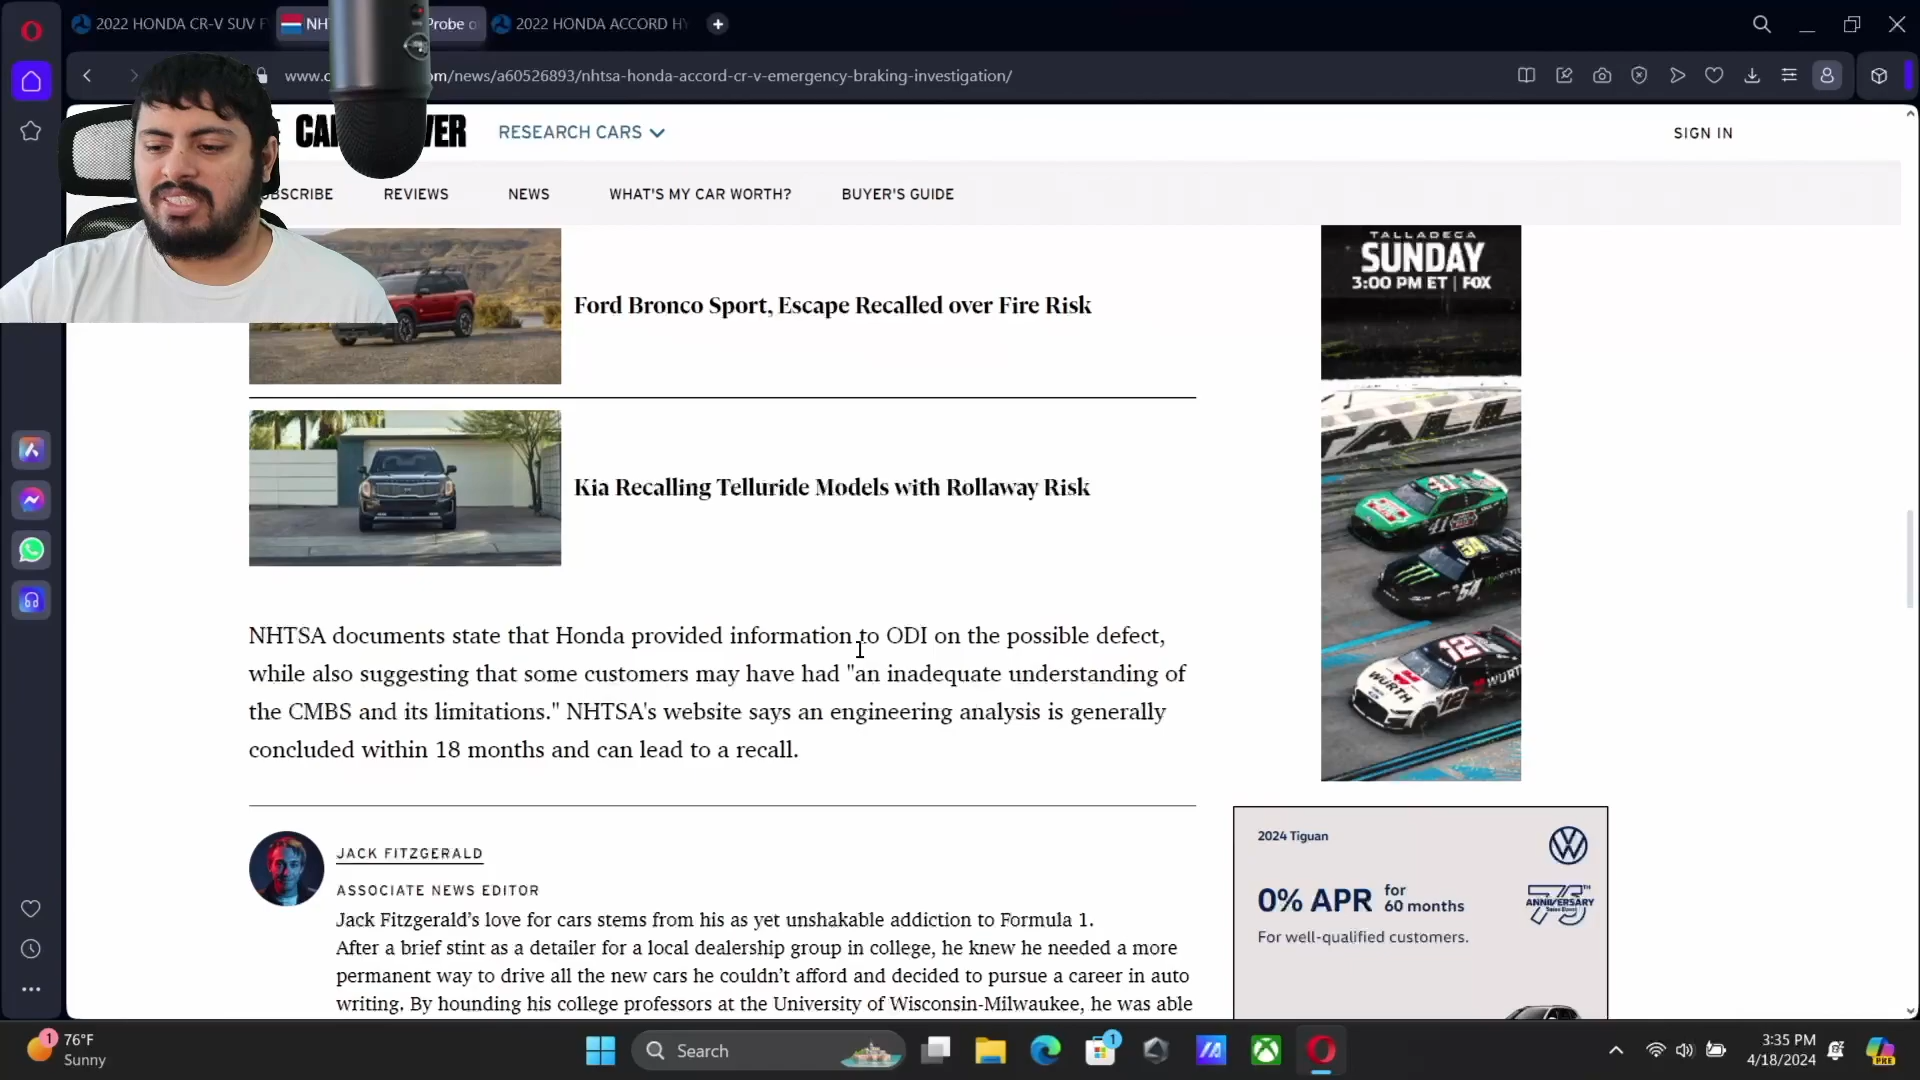 2022 HONDA CR-V SUV F
NH
Probe o
2022 HONDA ACCORD HY
www.c
om/news/a60526893/nhtsa-honda-accord-cr-v-emergency-braking-investigation/
RESEARCH CARS
SIGN IN
REVIEWS
NEWS
WHAT'S MY CAR WORTH?
BUYER'S GUIDE
Ford Bronco Sport, Escape Recalled over Fire Risk
Kia Recalling Telluride Models with Rollaway Risk
TALLADEGA
SUNDAY
3:00 PM ET | FOX
NHTSA documents state that Honda provided information to ODI on the possible defect,
while also suggesting that some customers may have had "an inadequate understanding of
the CMBS and its limitations." NHTSA's website says an engineering analysis is generally
concluded within 18 months and can lead to a recall.
JACK FITZGERALD
ASSOCIATE NEWS EDITOR
Jack Fitzgerald's love for cars stems from his as yet unshakable addiction to Formula 1.
After a brief stint as a detailer for a local dealership group in college, he knew he needed a more
permanent way to drive all the new cars he couldn't afford and decided to pursue a career in auto
writing. By hounding his college professors at the University of Wisconsin-Milwaukee, he was able
41
54
12
WURTH
2024 Tiguan
0% APR for
60 months
For well-qualified customers.
75TH
ANNIVERSARY
1
76°F
Sunny
Search
1
3:35 PM
4/18/2024
PRE